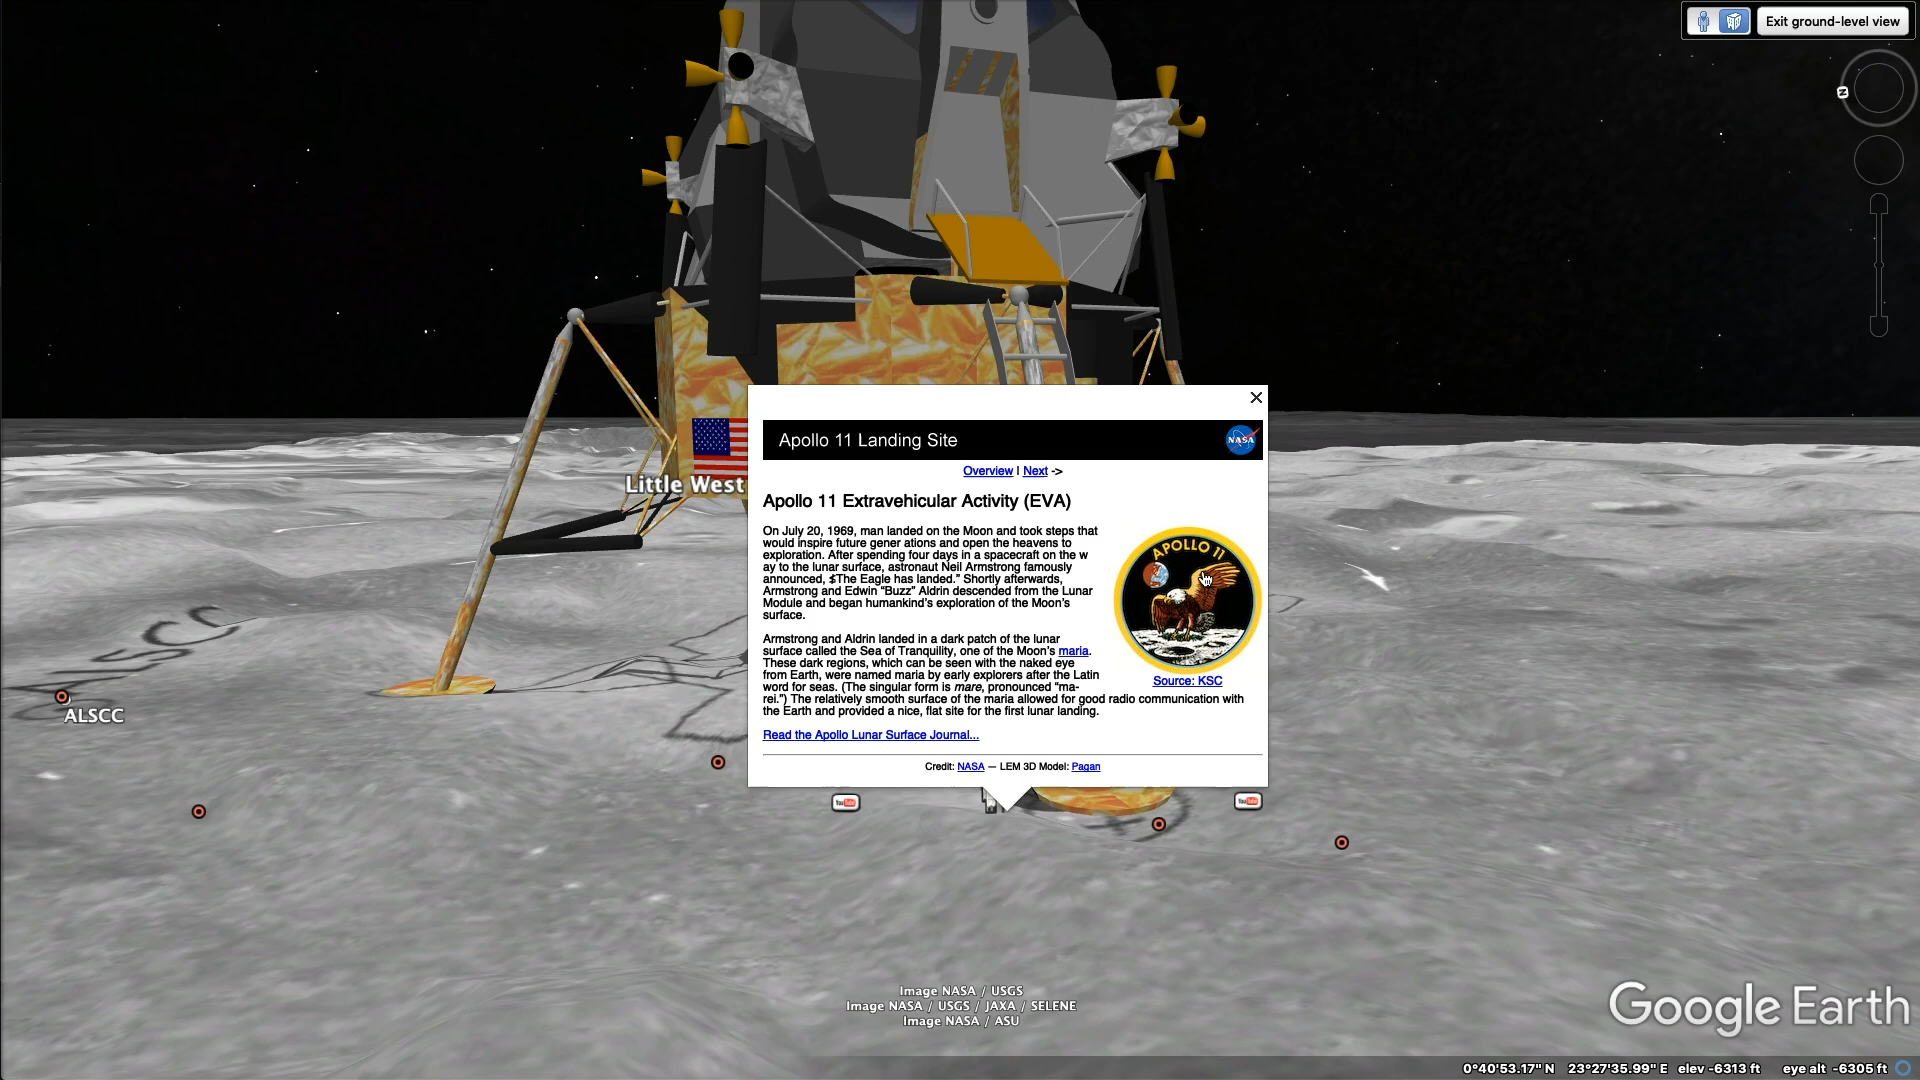 Exit ground-level view
N
Apollo 11 Landing Site
NASA
Overview | Next ->
Apollo 11 Extravehicular Activity (EVA)
On July 20, 1969, man landed on the Moon and took steps that
would inspire future gener ations and open the heavens to
exploration. After spending four days in a spacecraft on the w
ay to the lunar surface, astronaut Neil Armstrong famously
announced, $The Eagle has landed.” Shortly afterwards,
Armstrong and Edwin “Buzz” Aldrin descended from the Lunar
Module and began humankind’s exploration of the Moon’s
surface.
APOLLO 11
Armstrong and Aldrin landed in a dark patch of the lunar
surface called the Sea of Tranquility, one of the Moon’s maria.
These dark regions, which can be seen with the naked eye
from Earth, were named maria by early explorers after the Latin
word for seas. (The singular form is mare, pronounced “ma-
rei.”) The relatively smooth surface of the maria allowed for good radio communication with
the Earth and provided a nice, flat site for the first lunar landing.
Source: KSC
Read the Apollo Lunar Surface Journal...
Credit: NASA — LEM 3D Model: Pagan
Little West
ALSCC
YouTube
YouTube
Image NASA / USGS
Image NASA / USGS / JAXA / SELENE
Image NASA / ASU
Google Earth
0°40'53.17" N 23°27'35.99" E elev -6313 ft eye alt -6305 ft